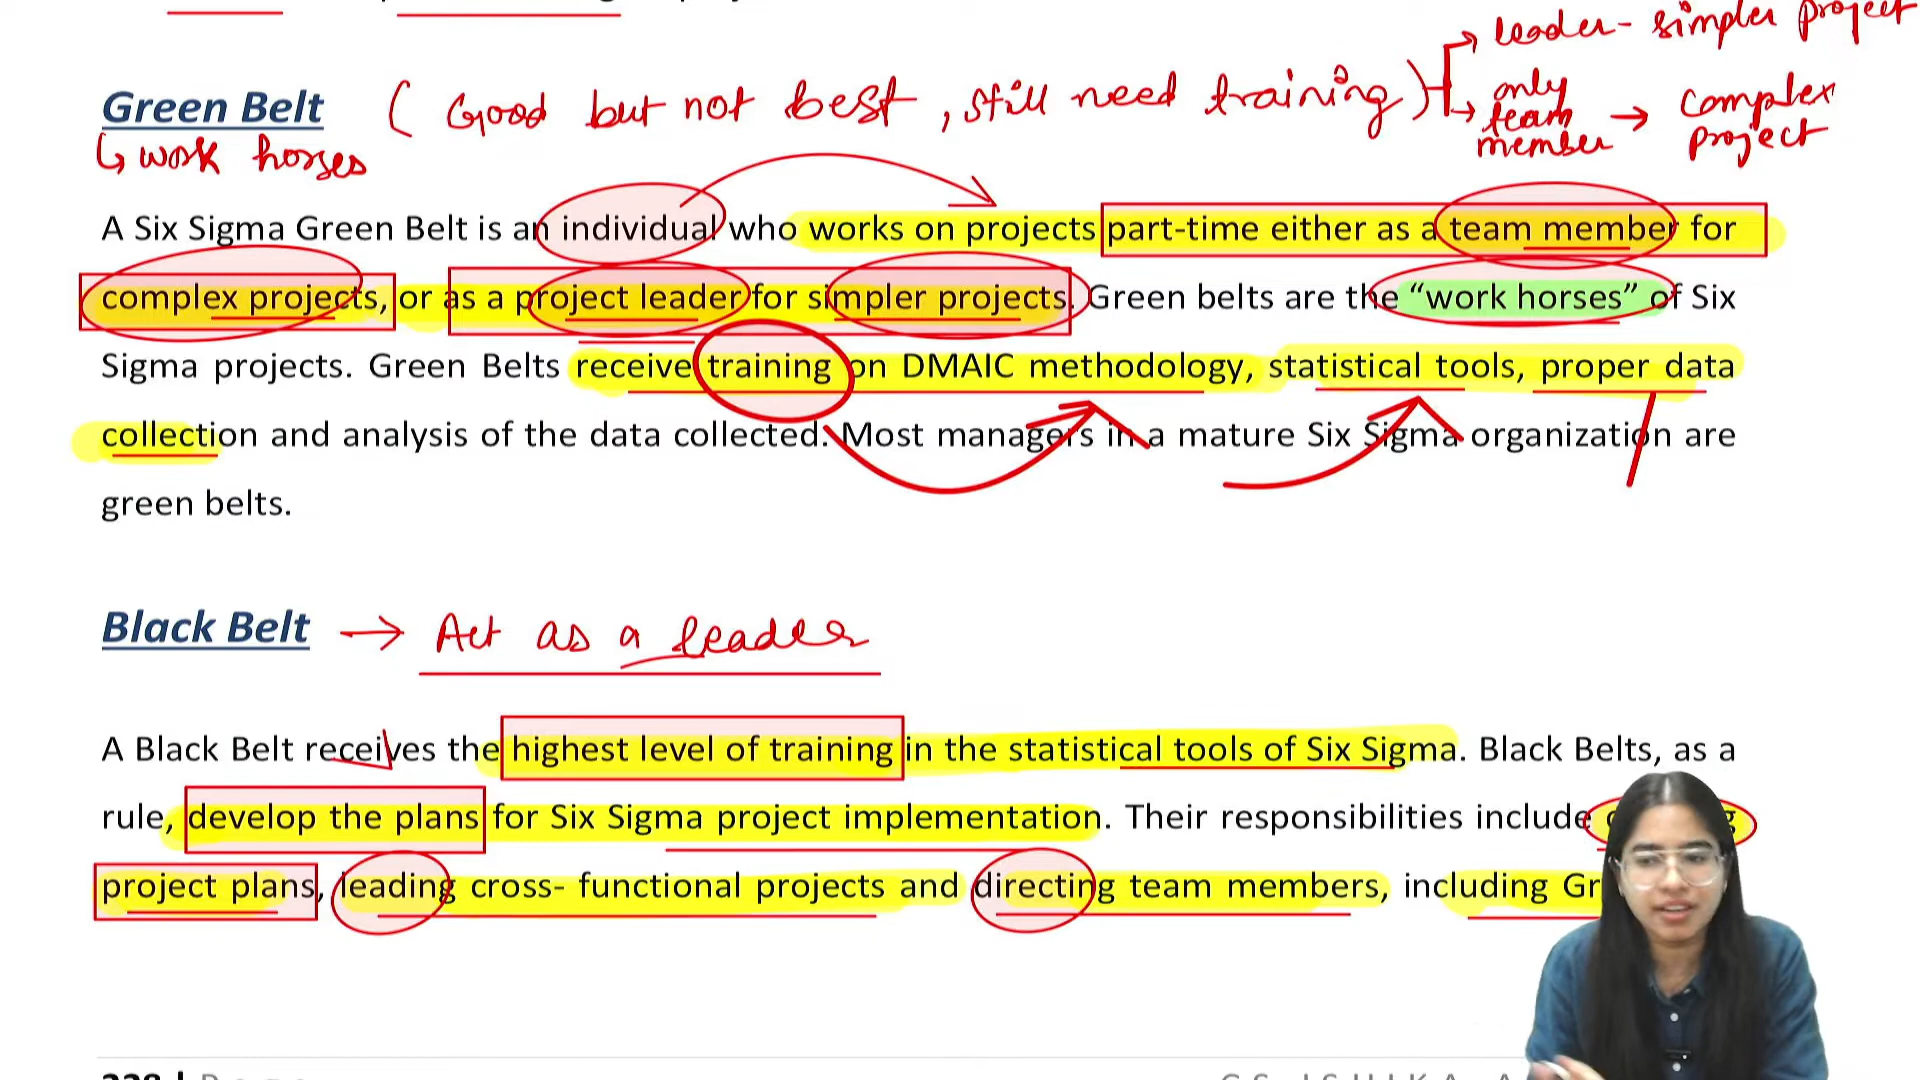 leader - simpler project
Green Belt ( Good but not best, still need training ) only team member → complex project
↳ work horses
A Six Sigma Green Belt is an individual who works on projects part-time either as a team member for
complex projects, or as a project leader for simpler projects. Green belts are the “work horses” of Six
Sigma projects. Green Belts receive training on DMAIC methodology, statistical tools, proper data
collection and analysis of the data collected. Most managers in a mature Six Sigma organization are
green belts.
Black Belt → Act as a leader
A Black Belt receives the highest level of training in the statistical tools of Six Sigma. Black Belts, as a
rule, develop the plans for Six Sigma project implementation. Their responsibilities include
project plans, leading cross- functional projects and directing team members, including